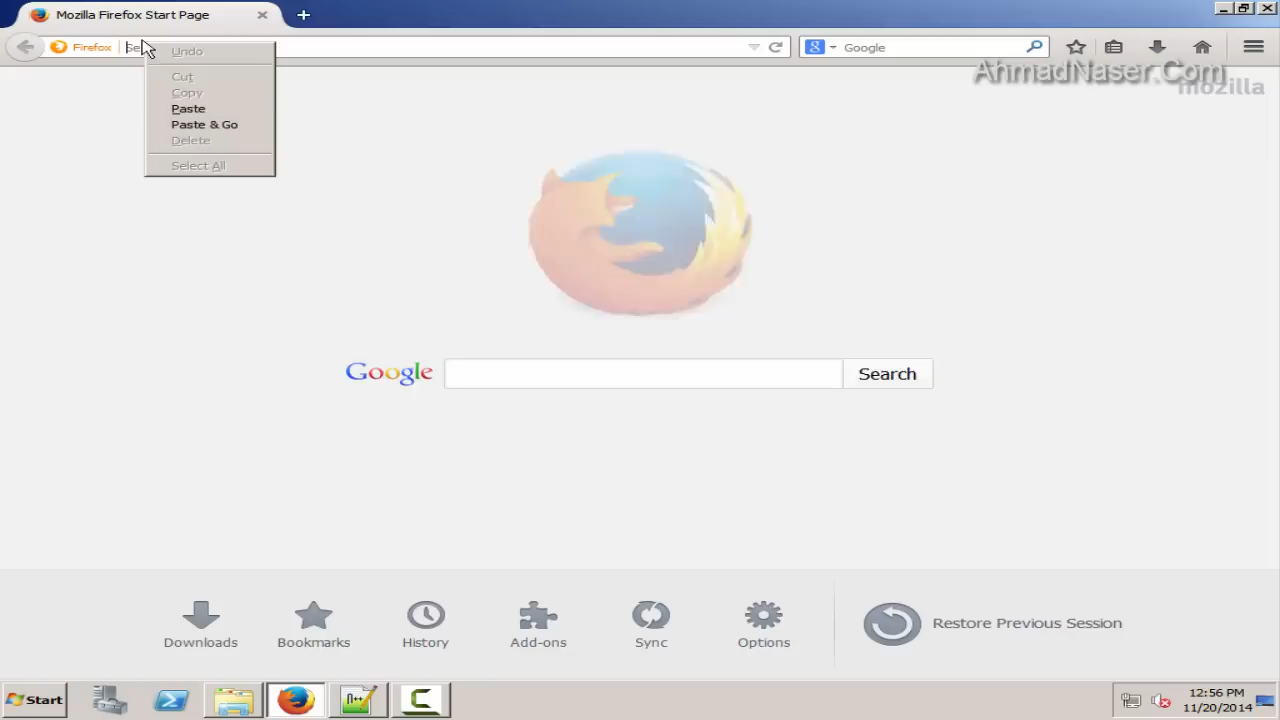 Mozilla Firefox Start Page
Firefox Se
Google
Undo
Cut
Copy
Paste
Paste & Go
Delete
Select All
AhmadNaser.Com
mozilla
Google
Search
Downloads
Bookmarks
History
Add-ons
Sync
Options
Restore Previous Session
Start
12:56 PM
11/20/2014